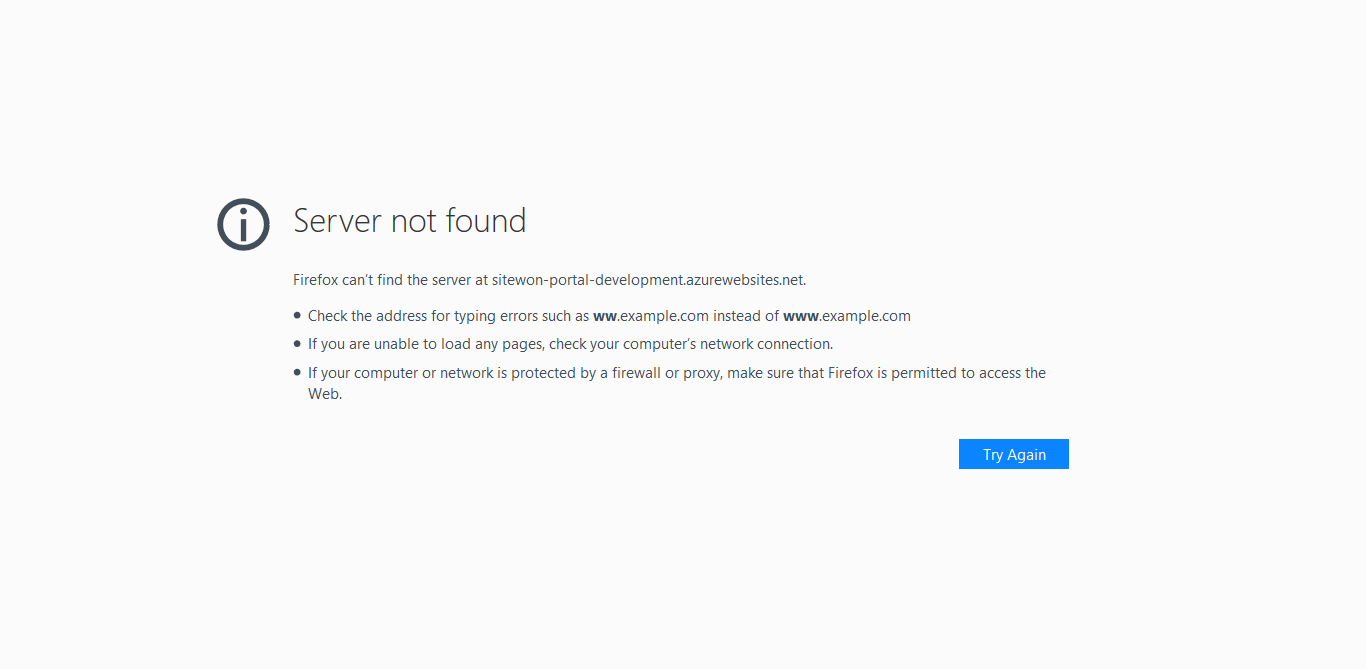 Server not found
Firefox can’t find the server at sitewon-portal-development.azurewebsites.net.
Check the address for typing errors such as ww.example.com instead of www.example.com
If you are unable to load any pages, check your computer’s network connection.
If your computer or network is protected by a firewall or proxy, make sure that Firefox is permitted to access the
Web.
Try Again